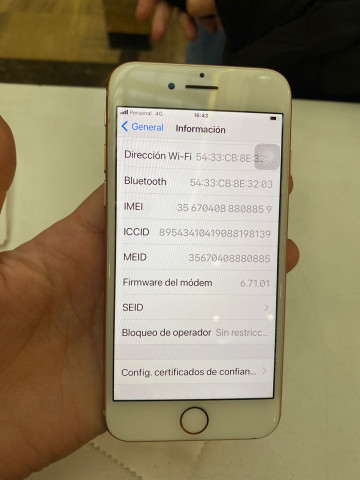 Personal 4G 16:43
General Información
Dirección Wi-Fi 54:33:CB:8E:32
Bluetooth 54:33:CB:8E:32:03
IMEI 35 670408 880885 9
ICCID 89543410419088198139
MEID 35670408880885
Firmware del módem 6.71.01
SEID
Bloqueo de operador Sin restricc...
Config. certificados de confian...